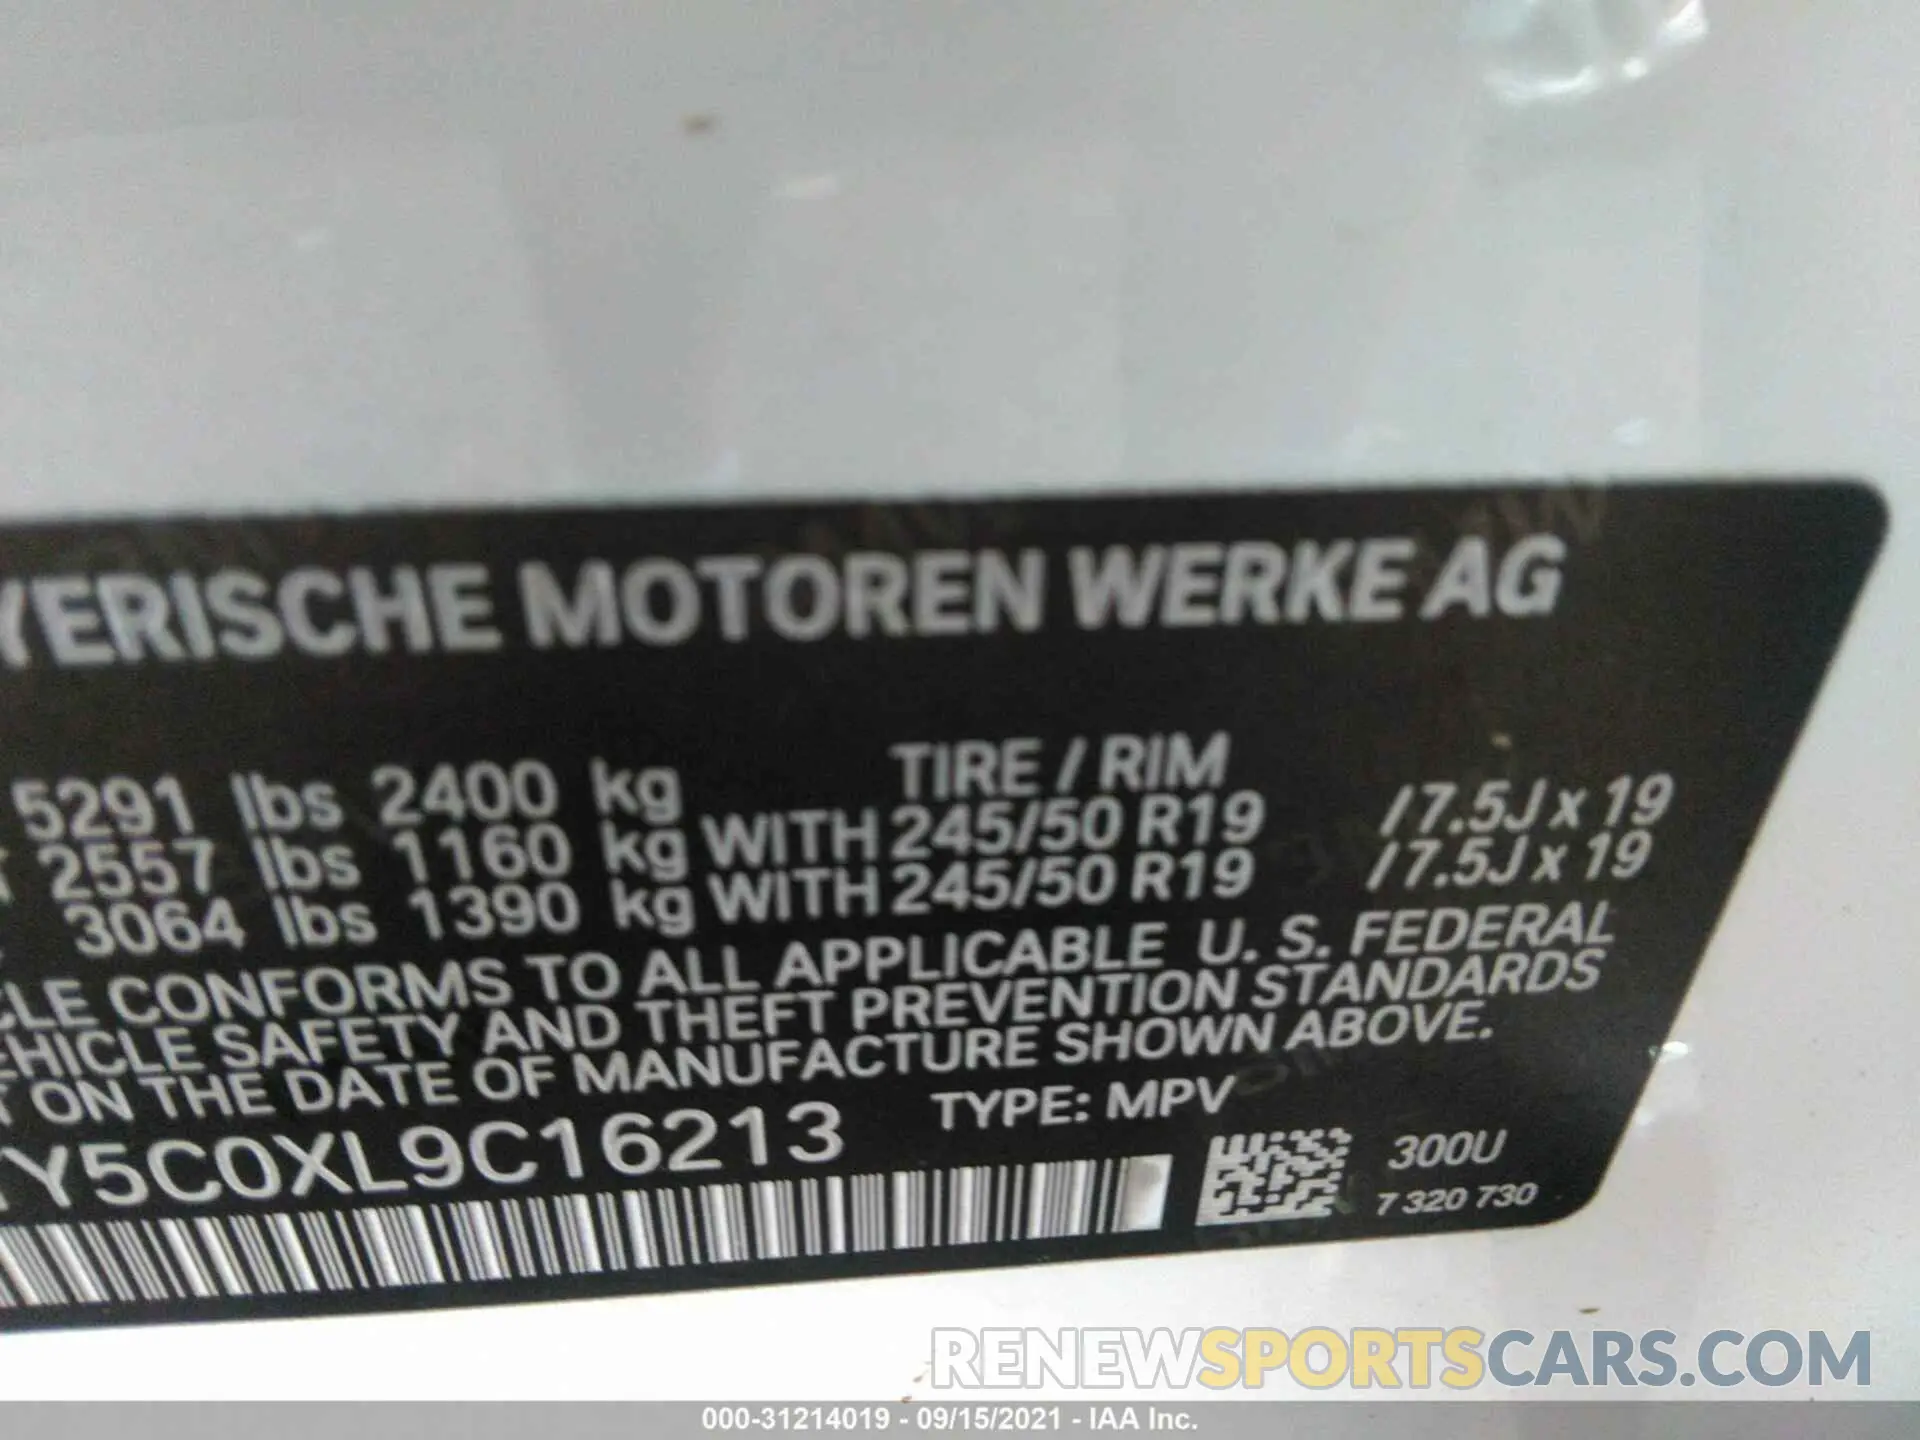 YERISCHE MOTOREN WERKE AG
TIRE / RIM
5291 lbs 2400 kg
2557 lbs 1160 kg WITH 245/50 R19 /7.5J x 19
3064 lbs 1390 kg WITH 245/50 R19 /7.5J x 19
CLE CONFORMS TO ALL APPLICABLE U. S. FEDERAL
EHICLE SAFETY AND THEFT PREVENTION STANDARDS
T ON THE DATE OF MANUFACTURE SHOWN ABOVE.
Y5C0XL9C16213 TYPE: MPV
300U
7 320 730
RENEWSPORTSCARS.COM
000-31214019 - 09/15/2021 - IAA Inc.